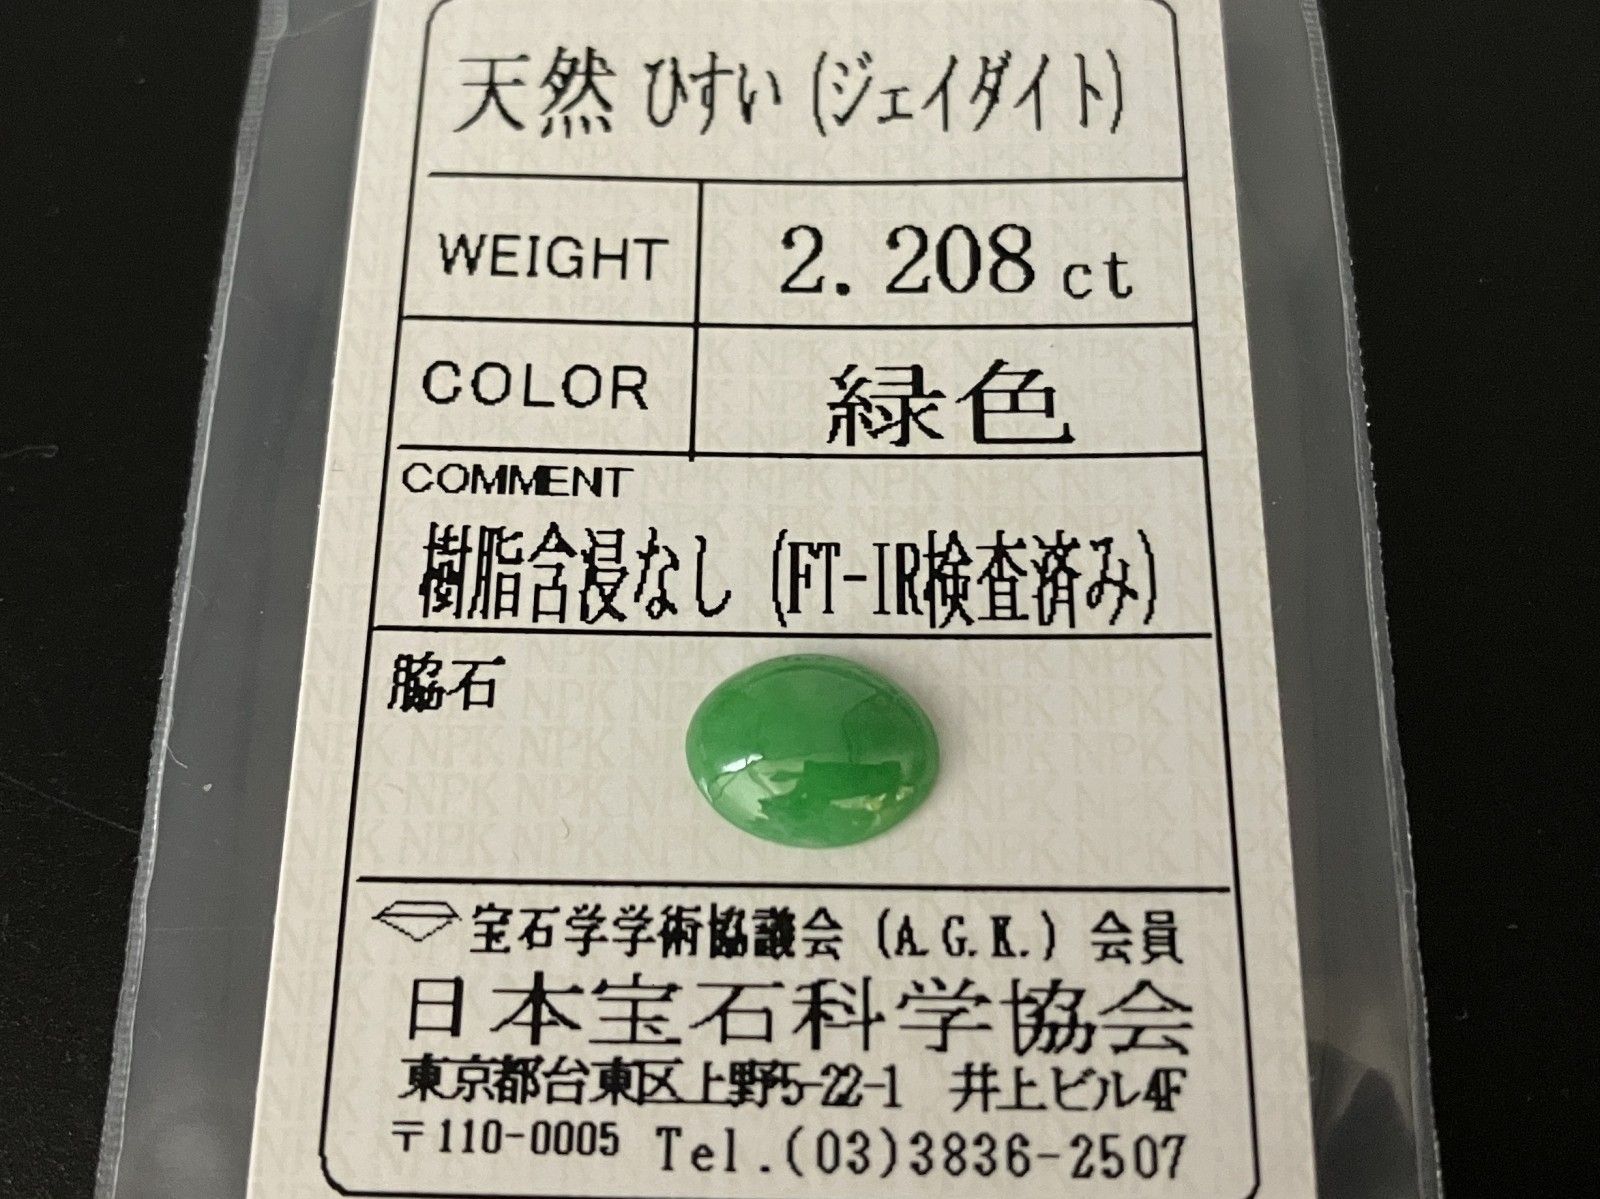 天然 ひすい (ジェイダイト)
WEIGHT 2.208 ct
COLOR 緑色
COMMENT
樹脂含浸なし (FT-IR検査済み)
脇石
宝石学学術協議会 (A.G.K.) 会員
日本宝石科学協会
東京都台東区上野5-22-1 井上ビル4F
〒110-0005 Tel.(03)3836-2507